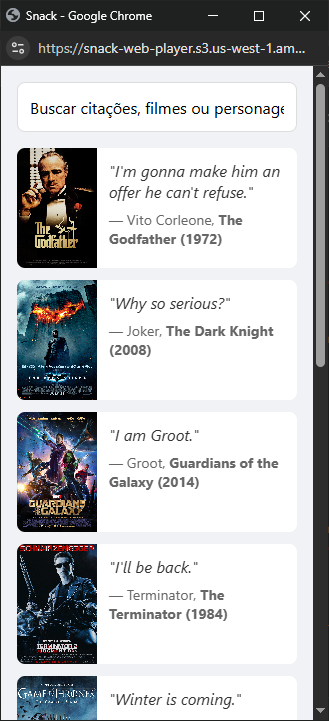 Snack - Google Chrome
https://snack-web-player.s3.us-west-1.am...
Buscar citações, filmes ou personage
"I'm gonna make him an
offer he can't refuse."
— Vito Corleone, The
Godfather (1972)
The
Godfather
"Why so serious?"
— Joker, The Dark Knight
(2008)
"I am Groot."
— Groot, Guardians of the
Galaxy (2014)
GUARDIANS
OF THE
GALAXY
"I'll be back."
— Terminator, The
Terminator (1984)
TERMINATOR 2
"Winter is coming."
GAME OF THRONES